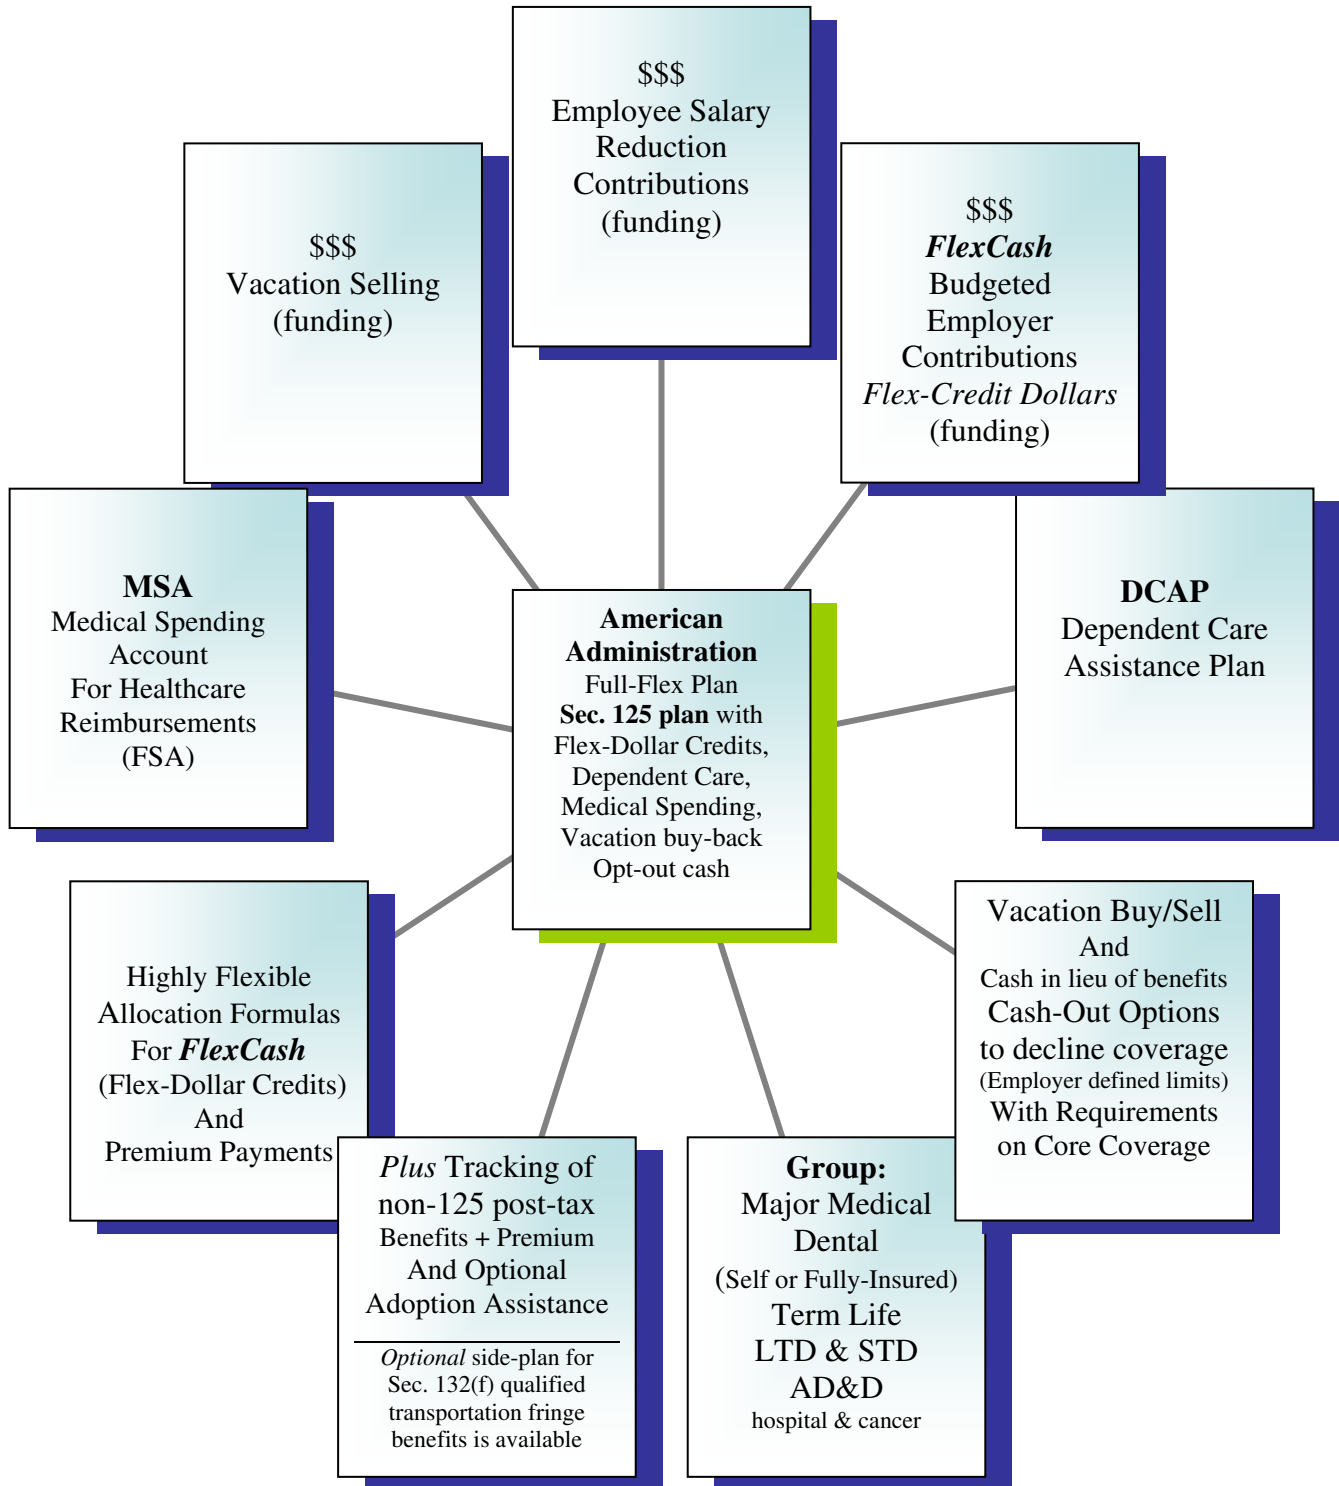 $$$
Employee Salary
Reduction
Contributions
(funding)
$$$
Vacation Selling
(funding)
$$$
FlexCash
Budgeted
Employer
Contributions
Flex-Credit Dollars
(funding)
MSA
Medical Spending
Account
For Healthcare
Reimbursements
(FSA)
American
Administration
Full-Flex Plan
Sec. 125 plan with
Flex-Dollar Credits,
Dependent Care,
Medical Spending,
Vacation buy-back
Opt-out cash
DCAP
Dependent Care
Assistance Plan
Highly Flexible
Allocation Formulas
For FlexCash
(Flex-Dollar Credits)
And
Premium Payments
Vacation Buy/Sell
And
Cash in lieu of benefits
Cash-Out Options
to decline coverage
(Employer defined limits)
With Requirements
on Core Coverage
Plus Tracking of
non-125 post-tax
Benefits + Premium
And Optional
Adoption Assistance
Optional side-plan for
Sec. 132(f) qualified
transportation fringe
benefits is available
Group:
Major Medical
Dental
(Self or Fully-Insured)
Term Life
LTD & STD
AD&D
hospital & cancer